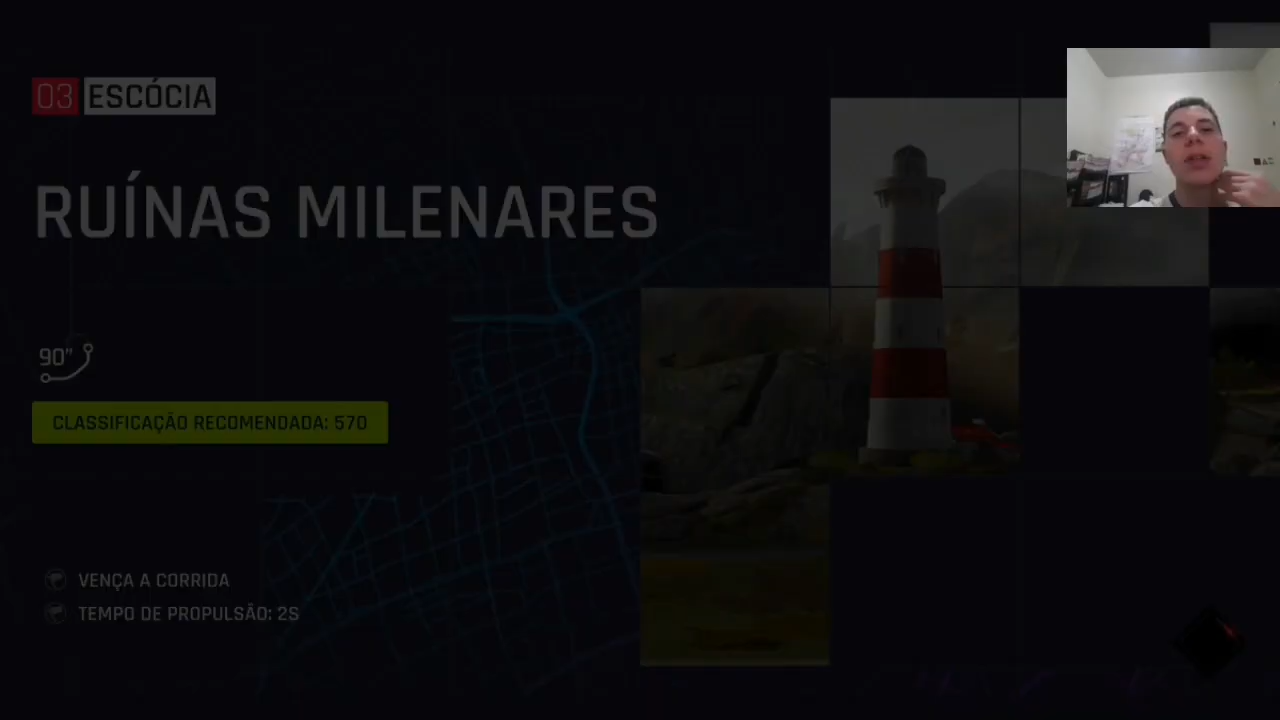 03 ESCÓCIA
RUÍNAS MILENARES
90"
CLASSIFICAÇÃO RECOMENDADA: 570
VENÇA A CORRIDA
TEMPO DE PROPULSÃO: 2S